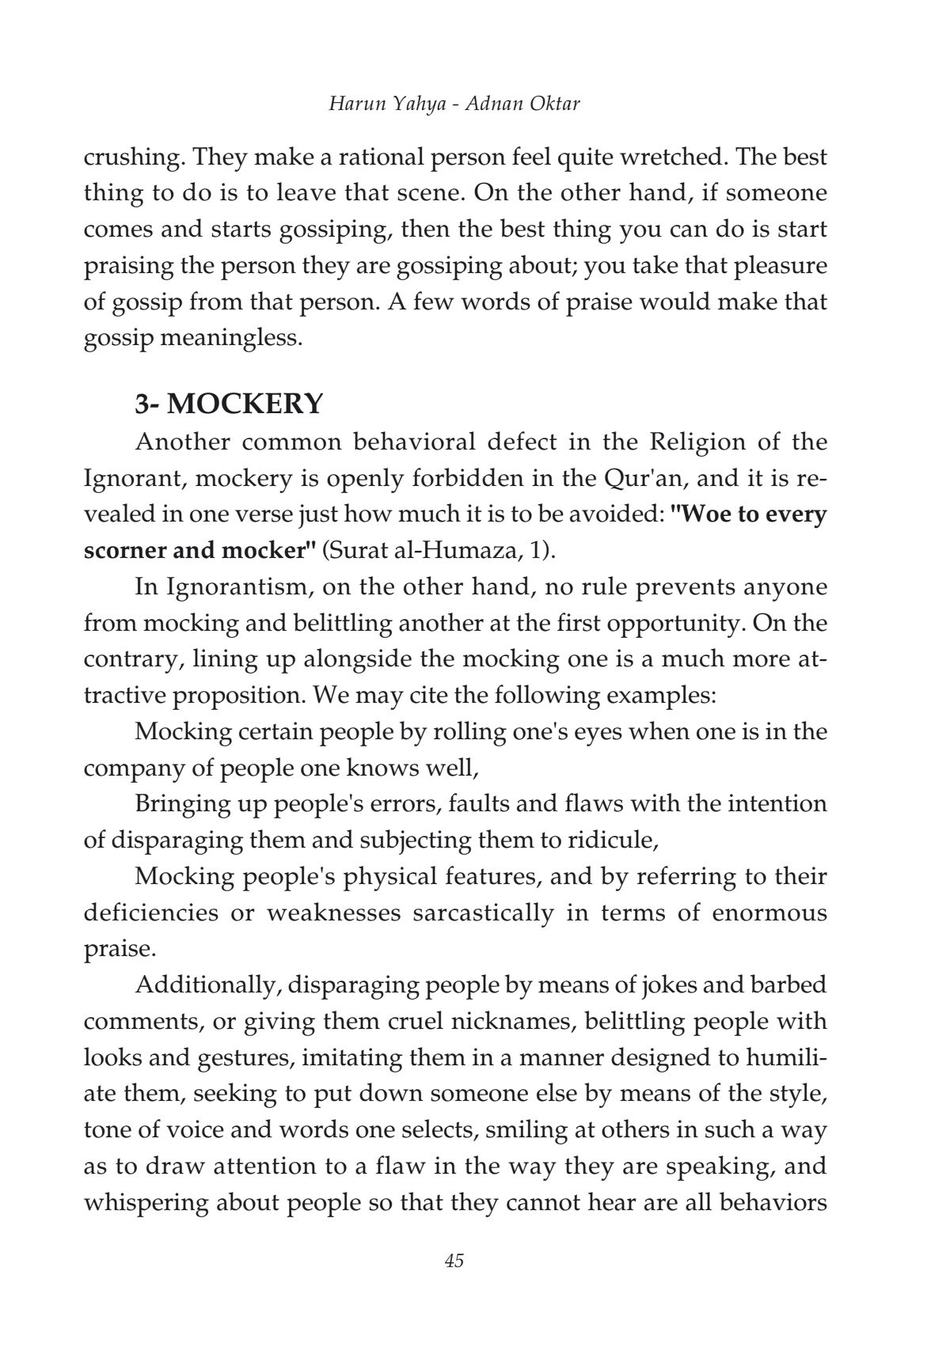 Harun Yahya - Adnan Oktar
crushing. They make a rational person feel quite wretched. The best
thing to do is to leave that scene. On the other hand, if someone
comes and starts gossiping, then the best thing you can do is start
praising the person they are gossiping about; you take that pleasure
of gossip from that person. A few words of praise would make that
gossip meaningless.
3- MOCKERY
Another common behavioral defect in the Religion of the
Ignorant, mockery is openly forbidden in the Qur'an, and it is re-
vealed in one verse just how much it is to be avoided: "Woe to every
scorner and mocker" (Surat al-Humaza, 1).
In Ignorantism, on the other hand, no rule prevents anyone
from mocking and belittling another at the first opportunity. On the
contrary, lining up alongside the mocking one is a much more at-
tractive proposition. We may cite the following examples:
Mocking certain people by rolling one's eyes when one is in the
company of people one knows well,
Bringing up people's errors, faults and flaws with the intention
of disparaging them and subjecting them to ridicule,
Mocking people's physical features, and by referring to their
deficiencies or weaknesses sarcastically in terms of enormous
praise.
Additionally, disparaging people by means of jokes and barbed
comments, or giving them cruel nicknames, belittling people with
looks and gestures, imitating them in a manner designed to humili-
ate them, seeking to put down someone else by means of the style,
tone of voice and words one selects, smiling at others in such a way
as to draw attention to a flaw in the way they are speaking, and
whispering about people so that they cannot hear are all behaviors
45